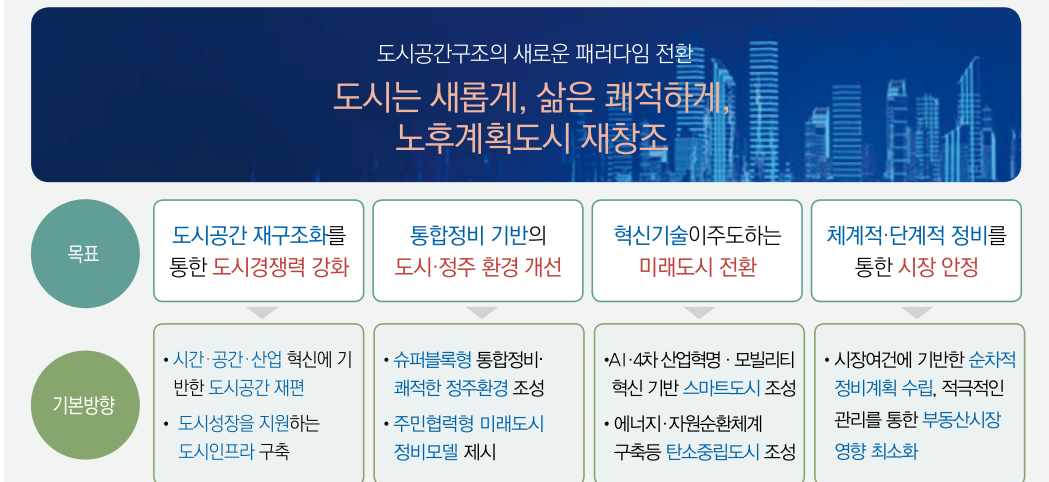 도시공간구조의 새로운 패러다임 전환
도시는 새롭게, 삶은 쾌적하게,
노후계획도시 재창조
목표
도시공간 재구조화를
통한 도시경쟁력 강화
통합정비 기반의
도시·정주 환경 개선
혁신기술이주도하는
미래도시 전환
체계적·단계적 정비를
통한 시장 안정
기본방향
• 시간·공간·산업 혁신에 기
반한 도시공간 재편
• 도시성장을 지원하는
도시인프라 구축
• 슈퍼블록형 통합정비·
쾌적한 정주환경 조성
• 주민협력형 미래도시
정비모델 제시
•AI·4차 산업혁명·모빌리티
혁신 기반 스마트도시 조성
• 에너지·자원순환체계
구축등 탄소중립도시 조성
• 시장여건에 기반한 순차적
정비계획 수립, 적극적인
관리를 통한 부동산시장
영향 최소화